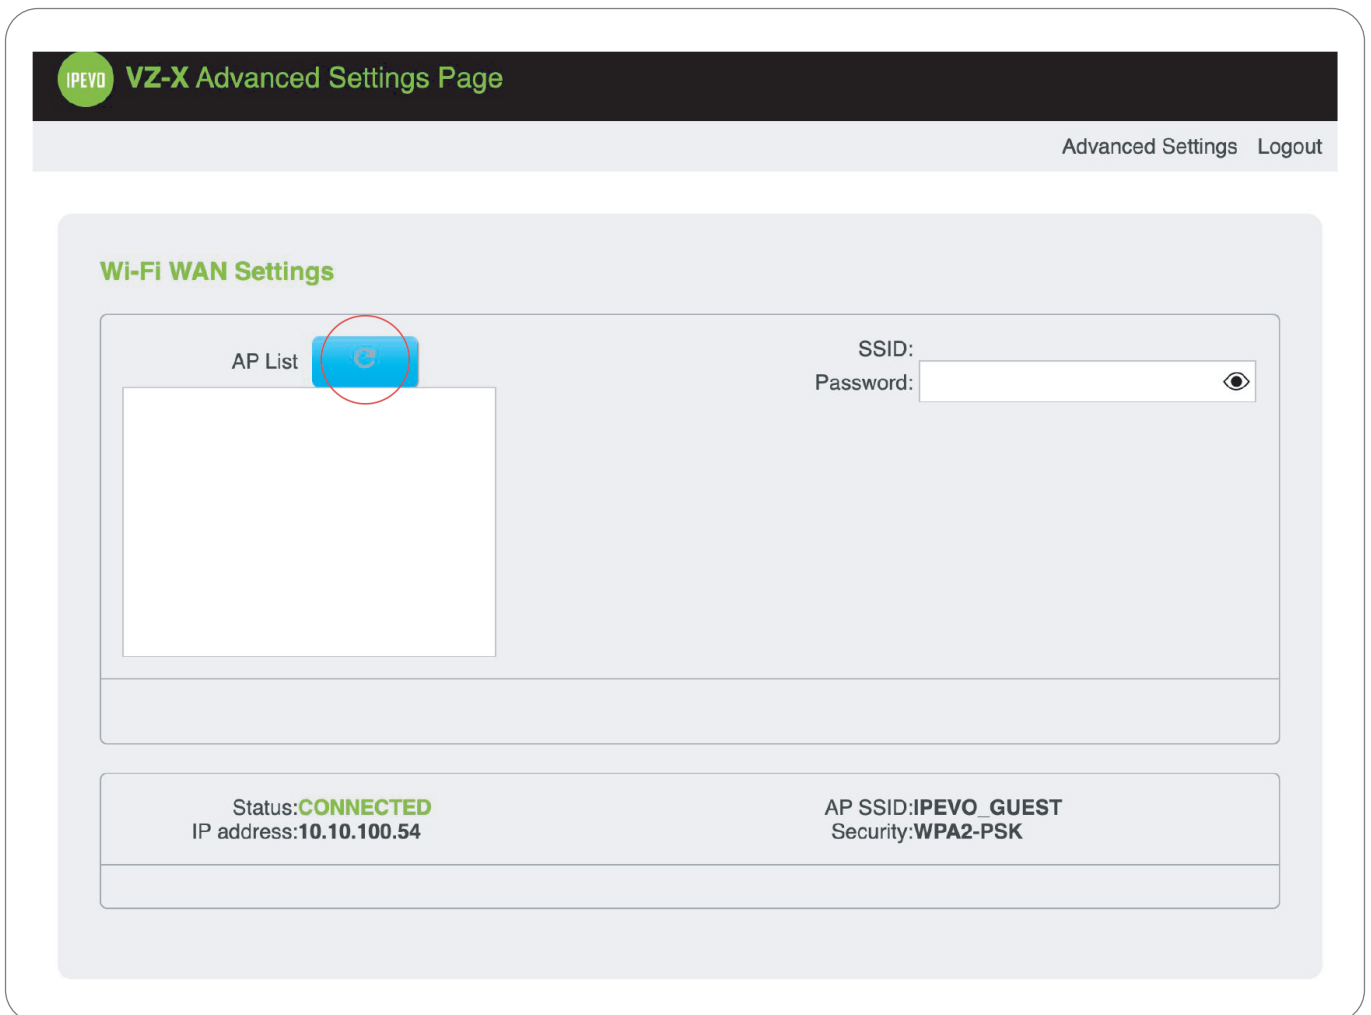 IPEVO VZ-X Advanced Settings Page
Advanced Settings Logout
Wi-Fi WAN Settings
AP List
SSID:
Password:
Status:CONNECTED
IP address:10.10.100.54
AP SSID:IPEVO_GUEST
Security:WPA2-PSK